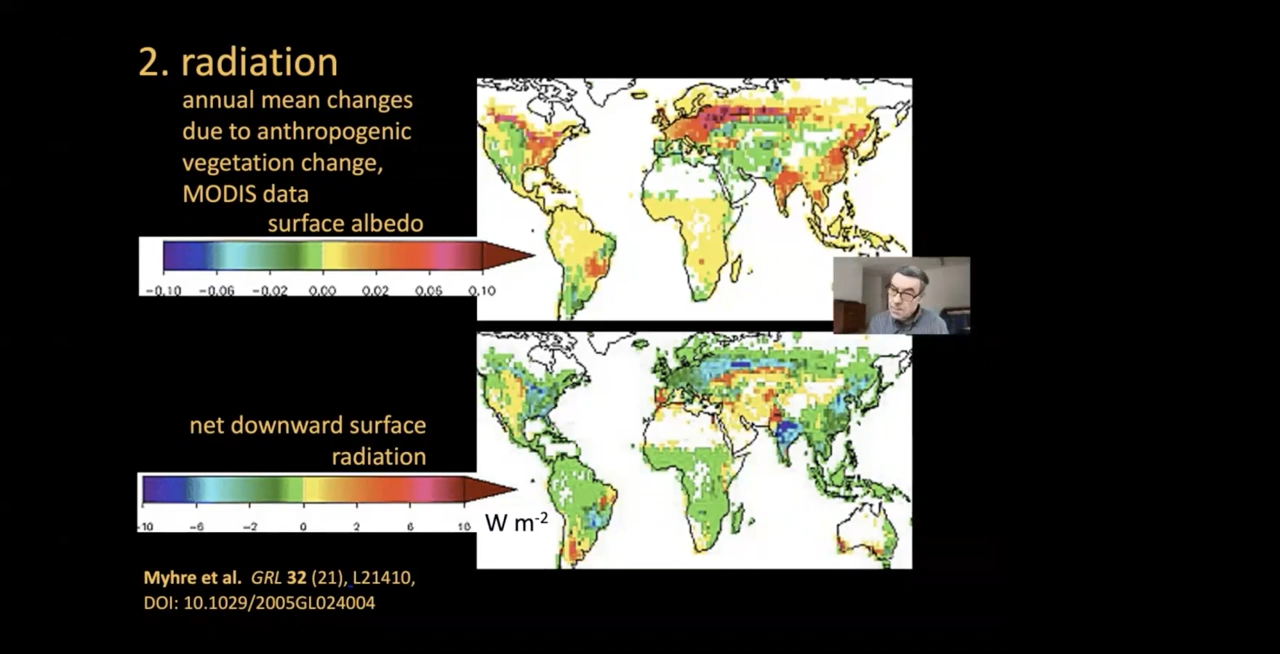 2. radiation
annual mean changes
due to anthropogenic
vegetation change,
MODIS data
surface albedo
−0.10 −0.06 −0.02 0.00 0.02 0.06 0.10
net downward surface
radiation
-10 −6 −2 0 2 6 10
W m-2
Myhre et al. GRL 32 (21), L21410,
DOI: 10.1029/2005GL024004